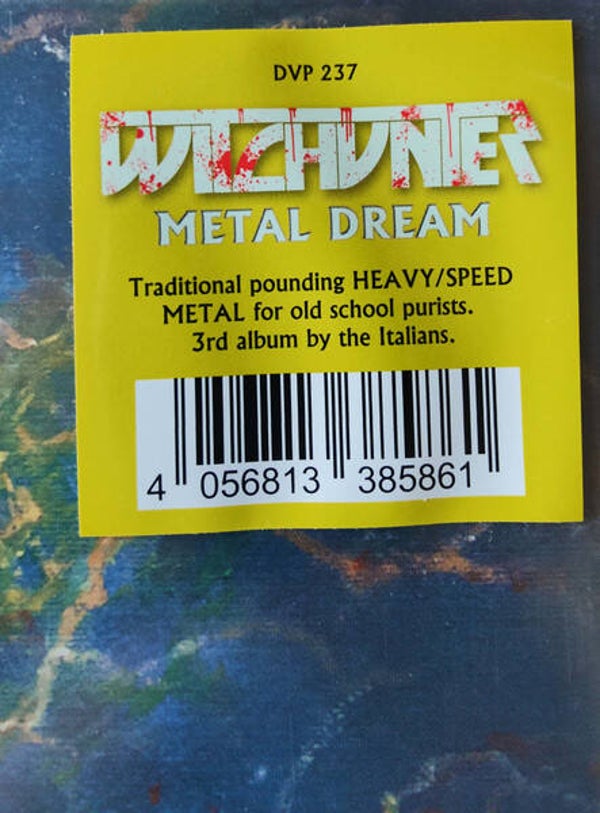 DVP 237
WITCHUNTER
METAL DREAM
Traditional pounding HEAVY/SPEED
METAL for old school purists.
3rd album by the Italians.
4 056813 385861